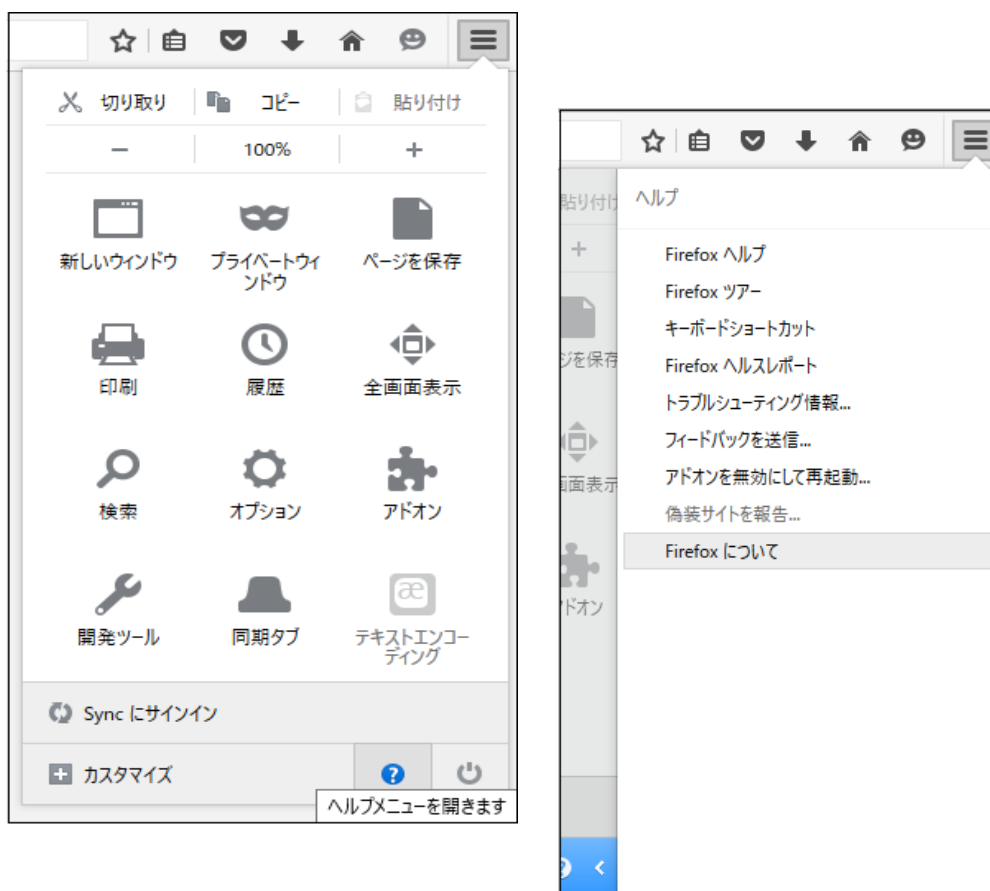 切り取り
コピー
貼り付け
−
100%
+
新しいウィンドウ
プライベートウィ
ンドウ
ページを保存
印刷
履歴
全画面表示
検索
オプション
アドオン
開発ツール
同期タブ
æ
テキストエンコー
ディング
Sync にサインイン
カスタマイズ
?
ヘルプメニューを開きます
貼り付け
+
ジを保存
画面表示
ドオン
ヘルプ
Firefox ヘルプ
Firefox ツアー
キーボードショートカット
Firefox ヘルスレポート
トラブルシューティング情報...
フィードバックを送信...
アドオンを無効にして再起動...
偽装サイトを報告...
Firefox について